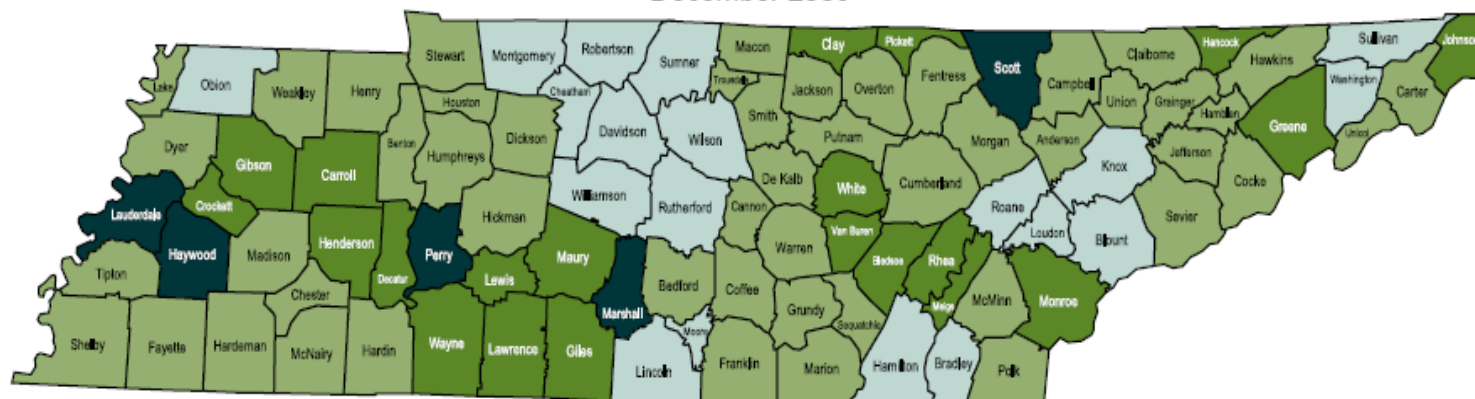 Stewart
Montgomery
Robertson
Sumner
Macon
Clay
Pickett
Scott
Claiborne
Hancock
Hawkins
Sullivan
Johnson
Lake
Obion
Weakley
Henry
Houston
Cheatham
Trousdale
Jackson
Overton
Fentress
Campbell
Union
Grainger
Hamblen
Washington
Carter
Dyer
Gibson
Carroll
Benton
Humphreys
Dickson
Davidson
Wilson
Smith
Putnam
Morgan
Anderson
Knox
Jefferson
Greene
Unicoi
Lauderdale
Crockett
Henderson
Hickman
Williamson
Rutherford
Cannon
De Kalb
White
Cumberland
Roane
Loudon
Blount
Sevier
Cocke
Tipton
Haywood
Madison
Chester
Decatur
Perry
Lewis
Maury
Marshall
Bedford
Coffee
Warren
Van Buren
Bledsoe
Rhea
Meigs
McMinn
Monroe
Shelby
Fayette
Hardeman
McNairy
Hardin
Wayne
Lawrence
Giles
Lincoln
Moore
Franklin
Grundy
Sequatchie
Marion
Hamilton
Bradley
Polk